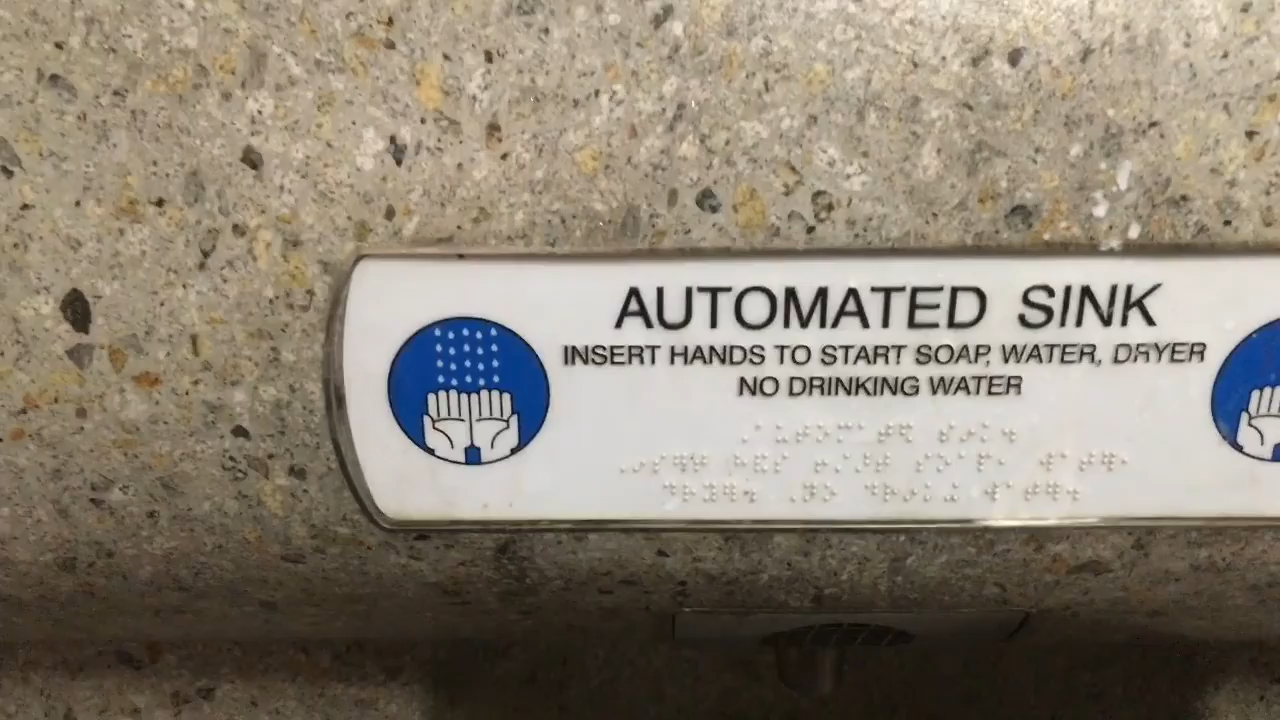 AUTOMATED SINK
INSERT HANDS TO START SOAP, WATER, DRYER
NO DRINKING WATER